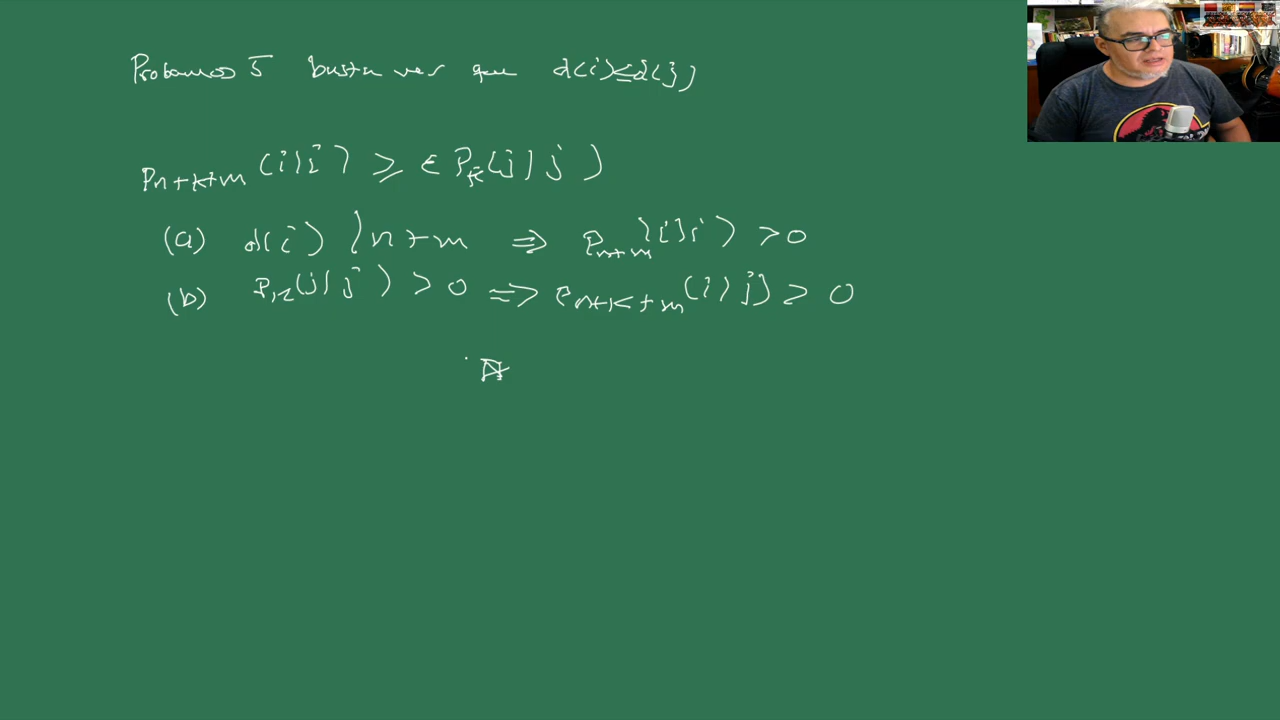 Probamos 5 basta ver que d(i)≤d(j)
Pn+k+m (i|i) ≥ ε Pk(j|j)
(a) d(i) | n+m ⇒ Pn+m (i|i) > 0
(b) Pk(j|j) > 0 ⇒ Pn+k+m (i|j) > 0